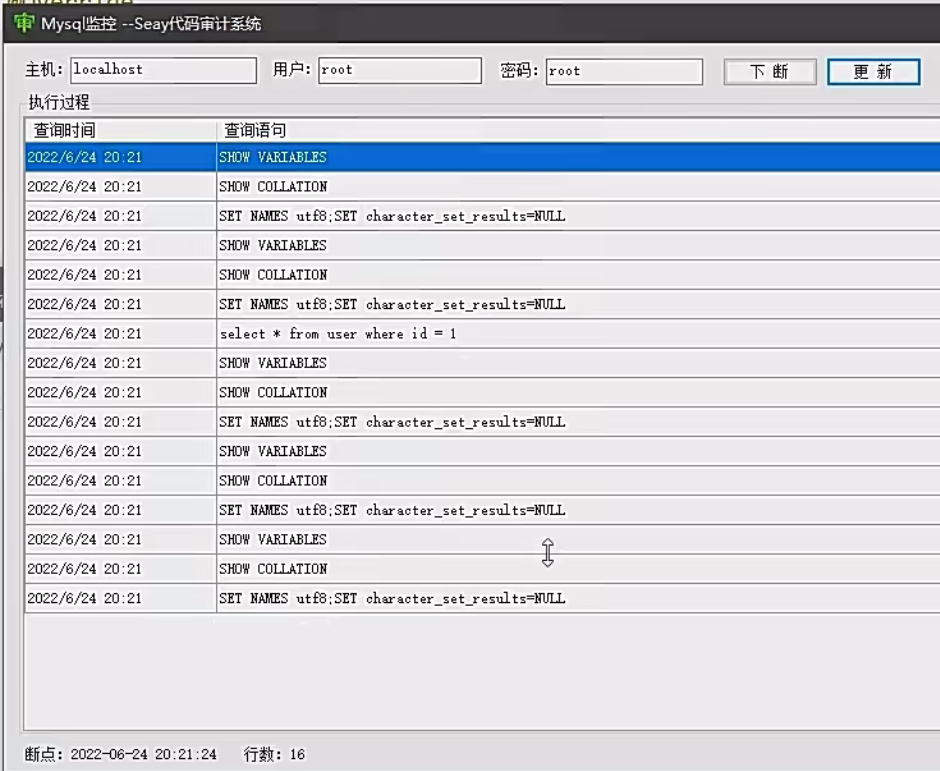 Mysql监控 --Seay代码审计系统
主机: localhost 用户: root 密码: root 下 断 更 新
执行过程
查询时间 查询语句
2022/6/24 20:21 SHOW VARIABLES
2022/6/24 20:21 SHOW COLLATION
2022/6/24 20:21 SET NAMES utf8;SET character_set_results=NULL
2022/6/24 20:21 SHOW VARIABLES
2022/6/24 20:21 SHOW COLLATION
2022/6/24 20:21 SET NAMES utf8;SET character_set_results=NULL
2022/6/24 20:21 select * from user where id = 1
2022/6/24 20:21 SHOW VARIABLES
2022/6/24 20:21 SHOW COLLATION
2022/6/24 20:21 SET NAMES utf8;SET character_set_results=NULL
2022/6/24 20:21 SHOW VARIABLES
2022/6/24 20:21 SHOW COLLATION
2022/6/24 20:21 SET NAMES utf8;SET character_set_results=NULL
2022/6/24 20:21 SHOW VARIABLES
2022/6/24 20:21 SHOW COLLATION
2022/6/24 20:21 SET NAMES utf8;SET character_set_results=NULL
断点: 2022-06-24 20:21:24 行数: 16